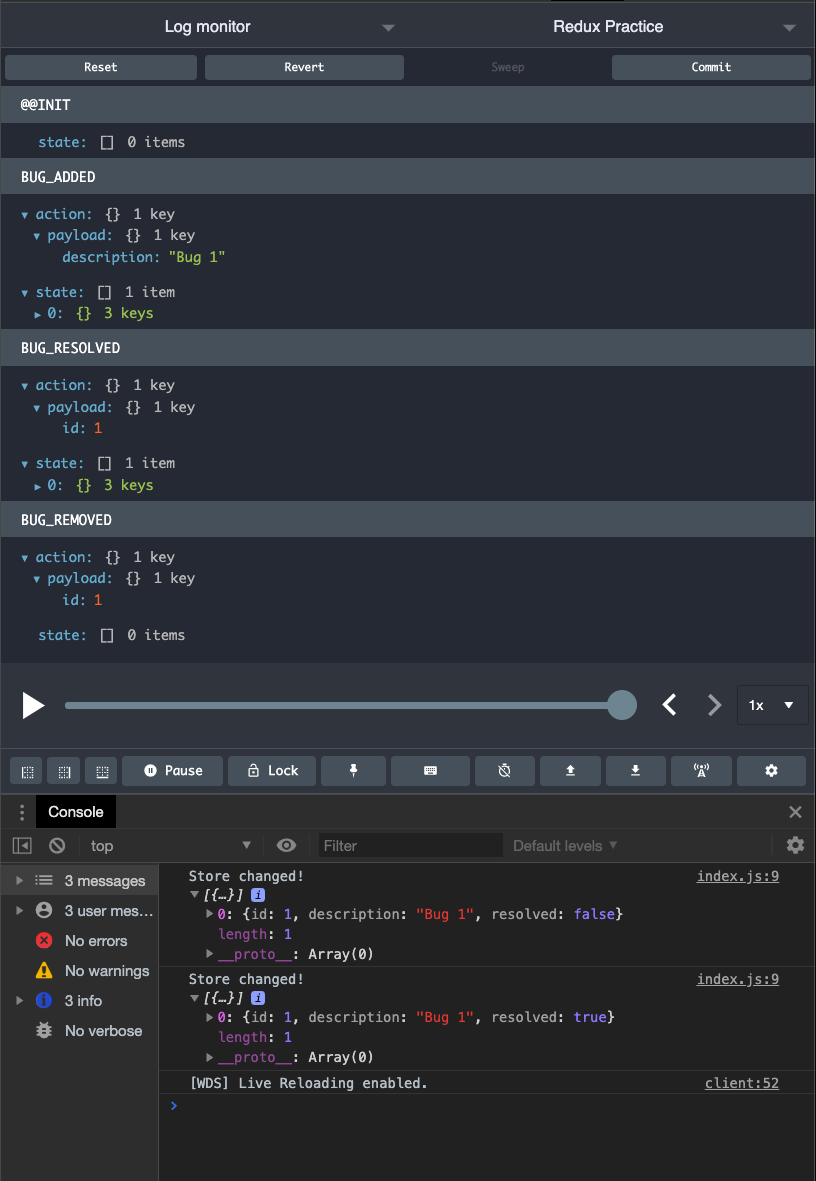 Log monitor Redux Practice
Reset Revert Sweep Commit
@@INIT
state: [] 0 items
BUG_ADDED
action: {} 1 key
payload: {} 1 key
description: "Bug 1"
state: [] 1 item
0: {} 3 keys
BUG_RESOLVED
action: {} 1 key
payload: {} 1 key
id: 1
state: [] 1 item
0: {} 3 keys
BUG_REMOVED
action: {} 1 key
payload: {} 1 key
id: 1
state: [] 0 items
1x
Pause Lock
Console
top Filter Default levels
3 messages
3 user mes…
No errors
No warnings
3 info
No verbose
Store changed! index.js:9
[{…}] i
0: {id: 1, description: "Bug 1", resolved: false}
length: 1
__proto__: Array(0)
Store changed! index.js:9
[{…}] i
0: {id: 1, description: "Bug 1", resolved: true}
length: 1
__proto__: Array(0)
[WDS] Live Reloading enabled. client:52